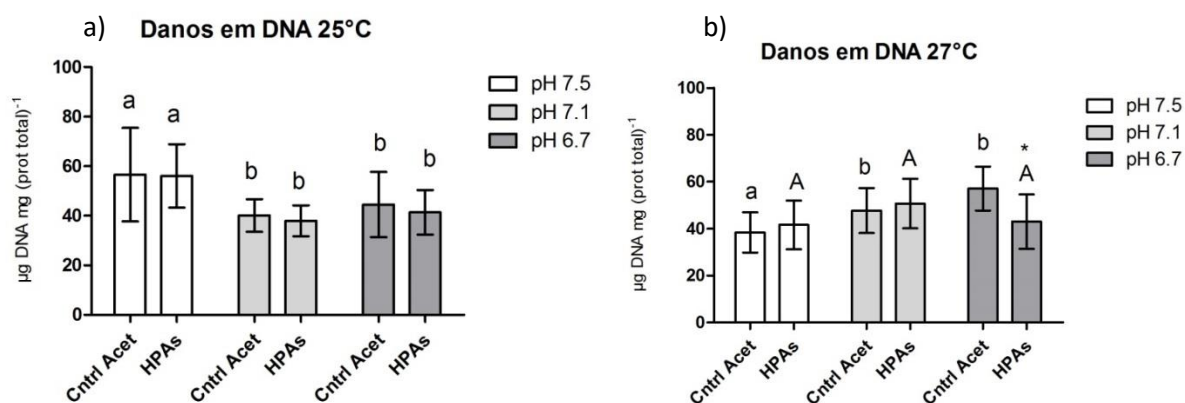 a)
Danos em DNA 25°C
µg DNA mg (prot total)⁻¹
100
80
60
40
20
0
a
a
b
b
b
b
Cntrl Acet
HPAs
Cntrl Acet
HPAs
Cntrl Acet
HPAs
pH 7.5
pH 7.1
pH 6.7
b)
Danos em DNA 27°C
µg DNA mg (prot total)⁻¹
100
80
60
40
20
0
a
A
b
A
b
*
A
Cntrl Acet
HPAs
Cntrl Acet
HPAs
Cntrl Acet
HPAs
pH 7.5
pH 7.1
pH 6.7